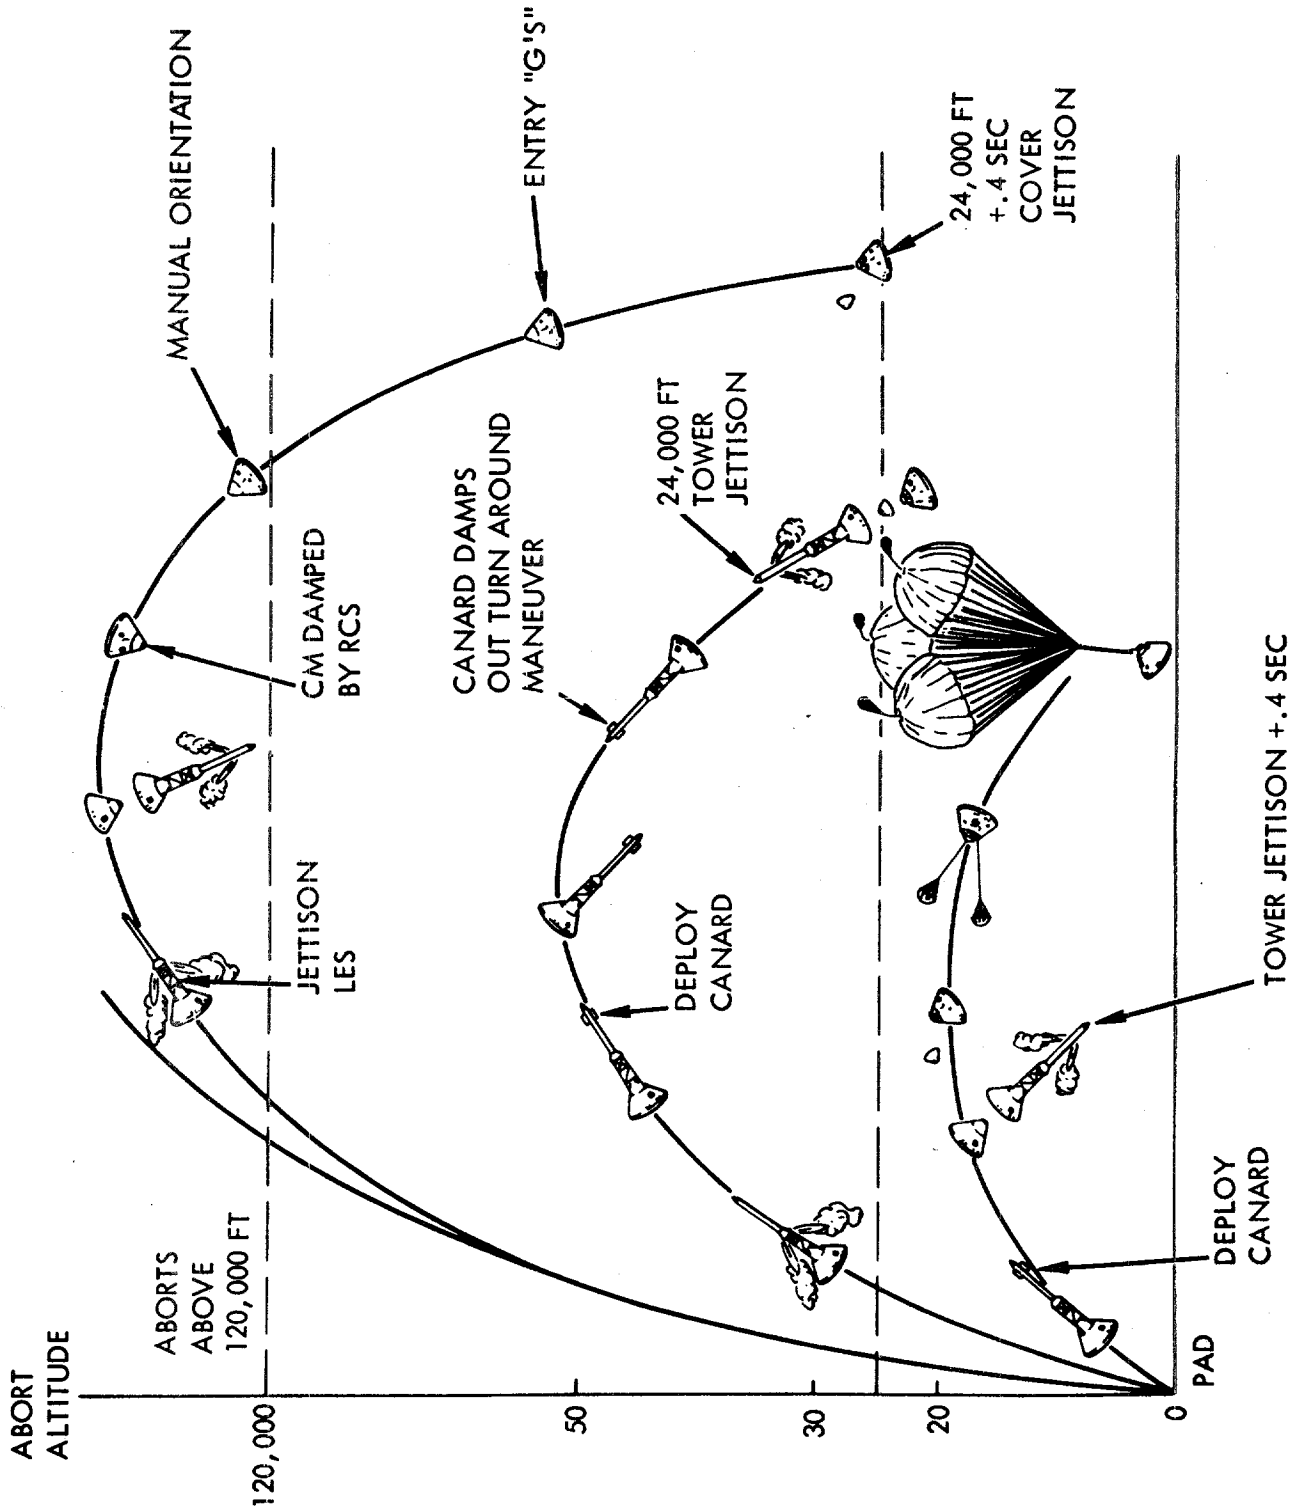 ABORT
ALTITUDE
ABORTS
ABOVE
120,000 FT
120,000
50
30
20
0
PAD
JETTISON
LES
CM DAMPED
BY RCS
MANUAL ORIENTATION
ENTRY "G'S"
24,000 FT
+.4 SEC
COVER
JETTISON
CANARD DAMPS
OUT TURN AROUND
MANEUVER
24,000 FT
TOWER
JETTISON
DEPLOY
CANARD
DEPLOY
CANARD
TOWER JETTISON +.4 SEC